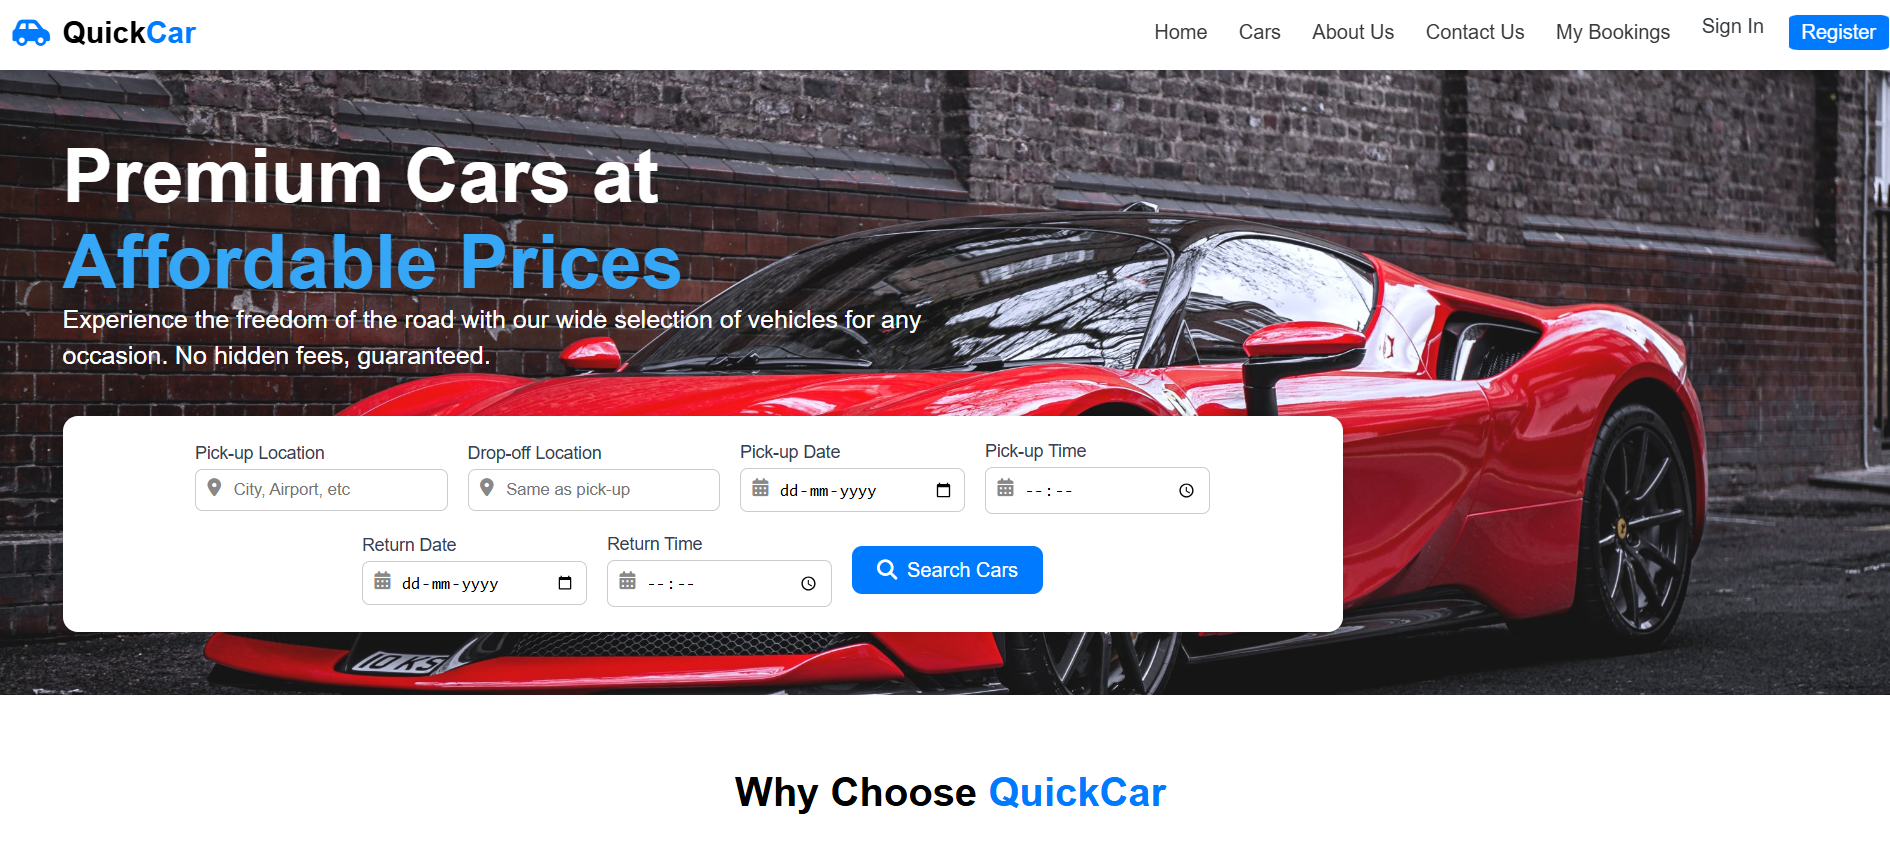 QuickCar
Home Cars About Us Contact Us My Bookings Sign In Register
Premium Cars at
Affordable Prices
Experience the freedom of the road with our wide selection of vehicles for any
occasion. No hidden fees, guaranteed.
Pick-up Location Drop-off Location Pick-up Date Pick-up Time
City, Airport, etc Same as pick-up dd-mm-yyyy --:--
Return Date Return Time
dd-mm-yyyy --:-- Search Cars
10 KS
Why Choose QuickCar